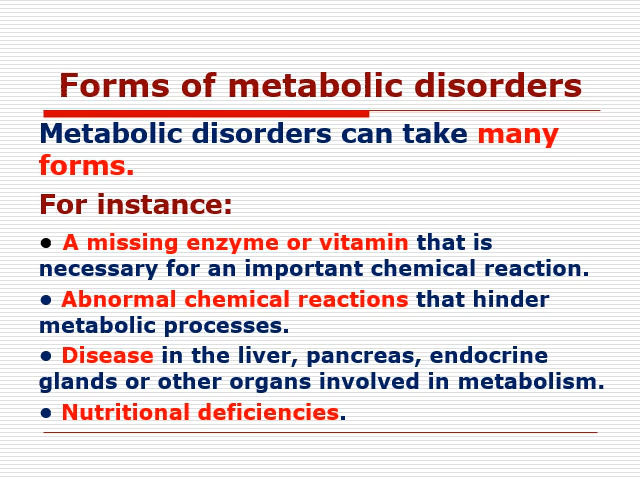 Forms of metabolic disorders
Metabolic disorders can take many
forms.
For instance:
● A missing enzyme or vitamin that is
necessary for an important chemical reaction.
● Abnormal chemical reactions that hinder
metabolic processes.
● Disease in the liver, pancreas, endocrine
glands or other organs involved in metabolism.
● Nutritional deficiencies.